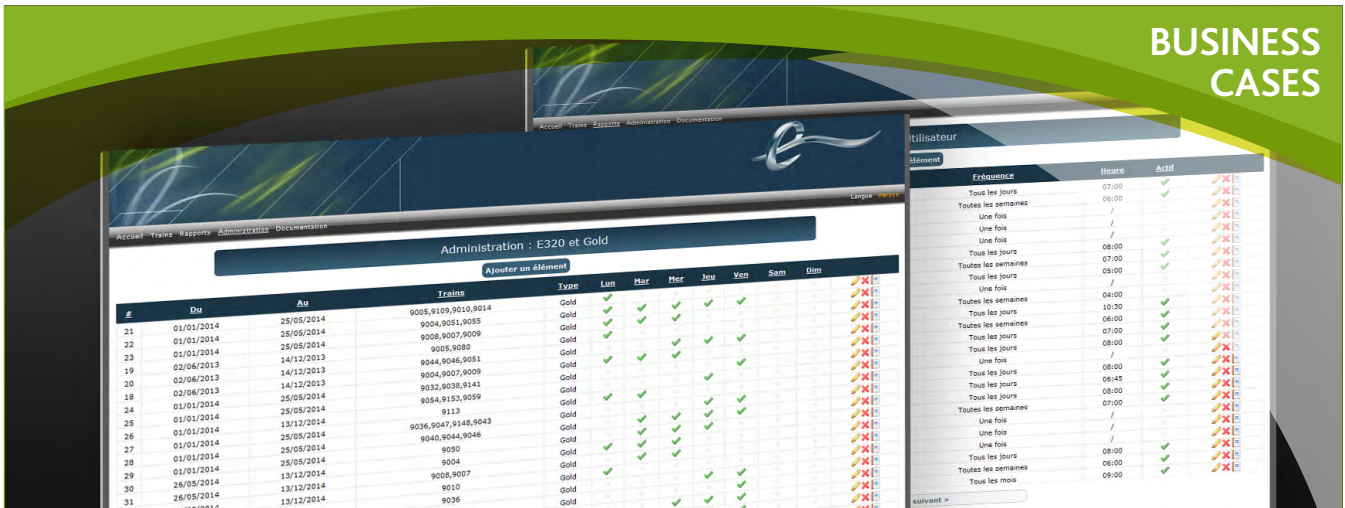 BUSINESS
CASES
Accueil Trains Rapports Administration Documentation
Utilisateur
élément
Fréquence Heure Actif
Tous les jours 07:00
Toutes les semaines 06:00
Une fois /
Une fois /
Une fois /
Tous les jours 08:00
Toutes les semaines 07:00
Tous les jours 05:00
Une fois /
Toutes les semaines 04:00
Tous les jours 10:30
Toutes les semaines 06:00
Tous les jours 07:00
Tous les jours 08:00
Une fois /
Tous les jours 08:00
Tous les jours 06:45
Tous les jours 08:00
Toutes les semaines 07:00
Une fois /
Une fois /
Une fois /
Tous les jours 08:00
Toutes les semaines 06:00
Tous les mois 09:00
suivant »
Langue
Accueil Trains Rapports Administration Documentation
Administration : E320 et Gold
Ajouter un élément
# Du Au Trains Type Lun Mar Mer Jeu Ven Sam Dim
21 01/01/2014 25/05/2014 9005,9109,9010,9014 Gold
22 01/01/2014 25/05/2014 9004,9051,9055 Gold
23 01/01/2014 25/05/2014 9008,9007,9009 Gold
19 02/06/2013 14/12/2013 9005,9080 Gold
20 02/06/2013 14/12/2013 9044,9046,9051 Gold
18 02/06/2013 14/12/2013 9004,9007,9009 Gold
24 01/01/2014 25/05/2014 9032,9038,9141 Gold
25 01/01/2014 25/05/2014 9054,9153,9059 Gold
26 01/01/2014 13/12/2014 9113 Gold
27 01/01/2014 25/05/2014 9036,9047,9148,9043 Gold
28 01/01/2014 25/05/2014 9040,9044,9046 Gold
29 01/01/2014 25/05/2014 9050 Gold
30 26/05/2014 13/12/2014 9004 Gold
31 26/05/2014 13/12/2014 9008,9007 Gold
13/12/2014 9010 Gold
9036 Gold